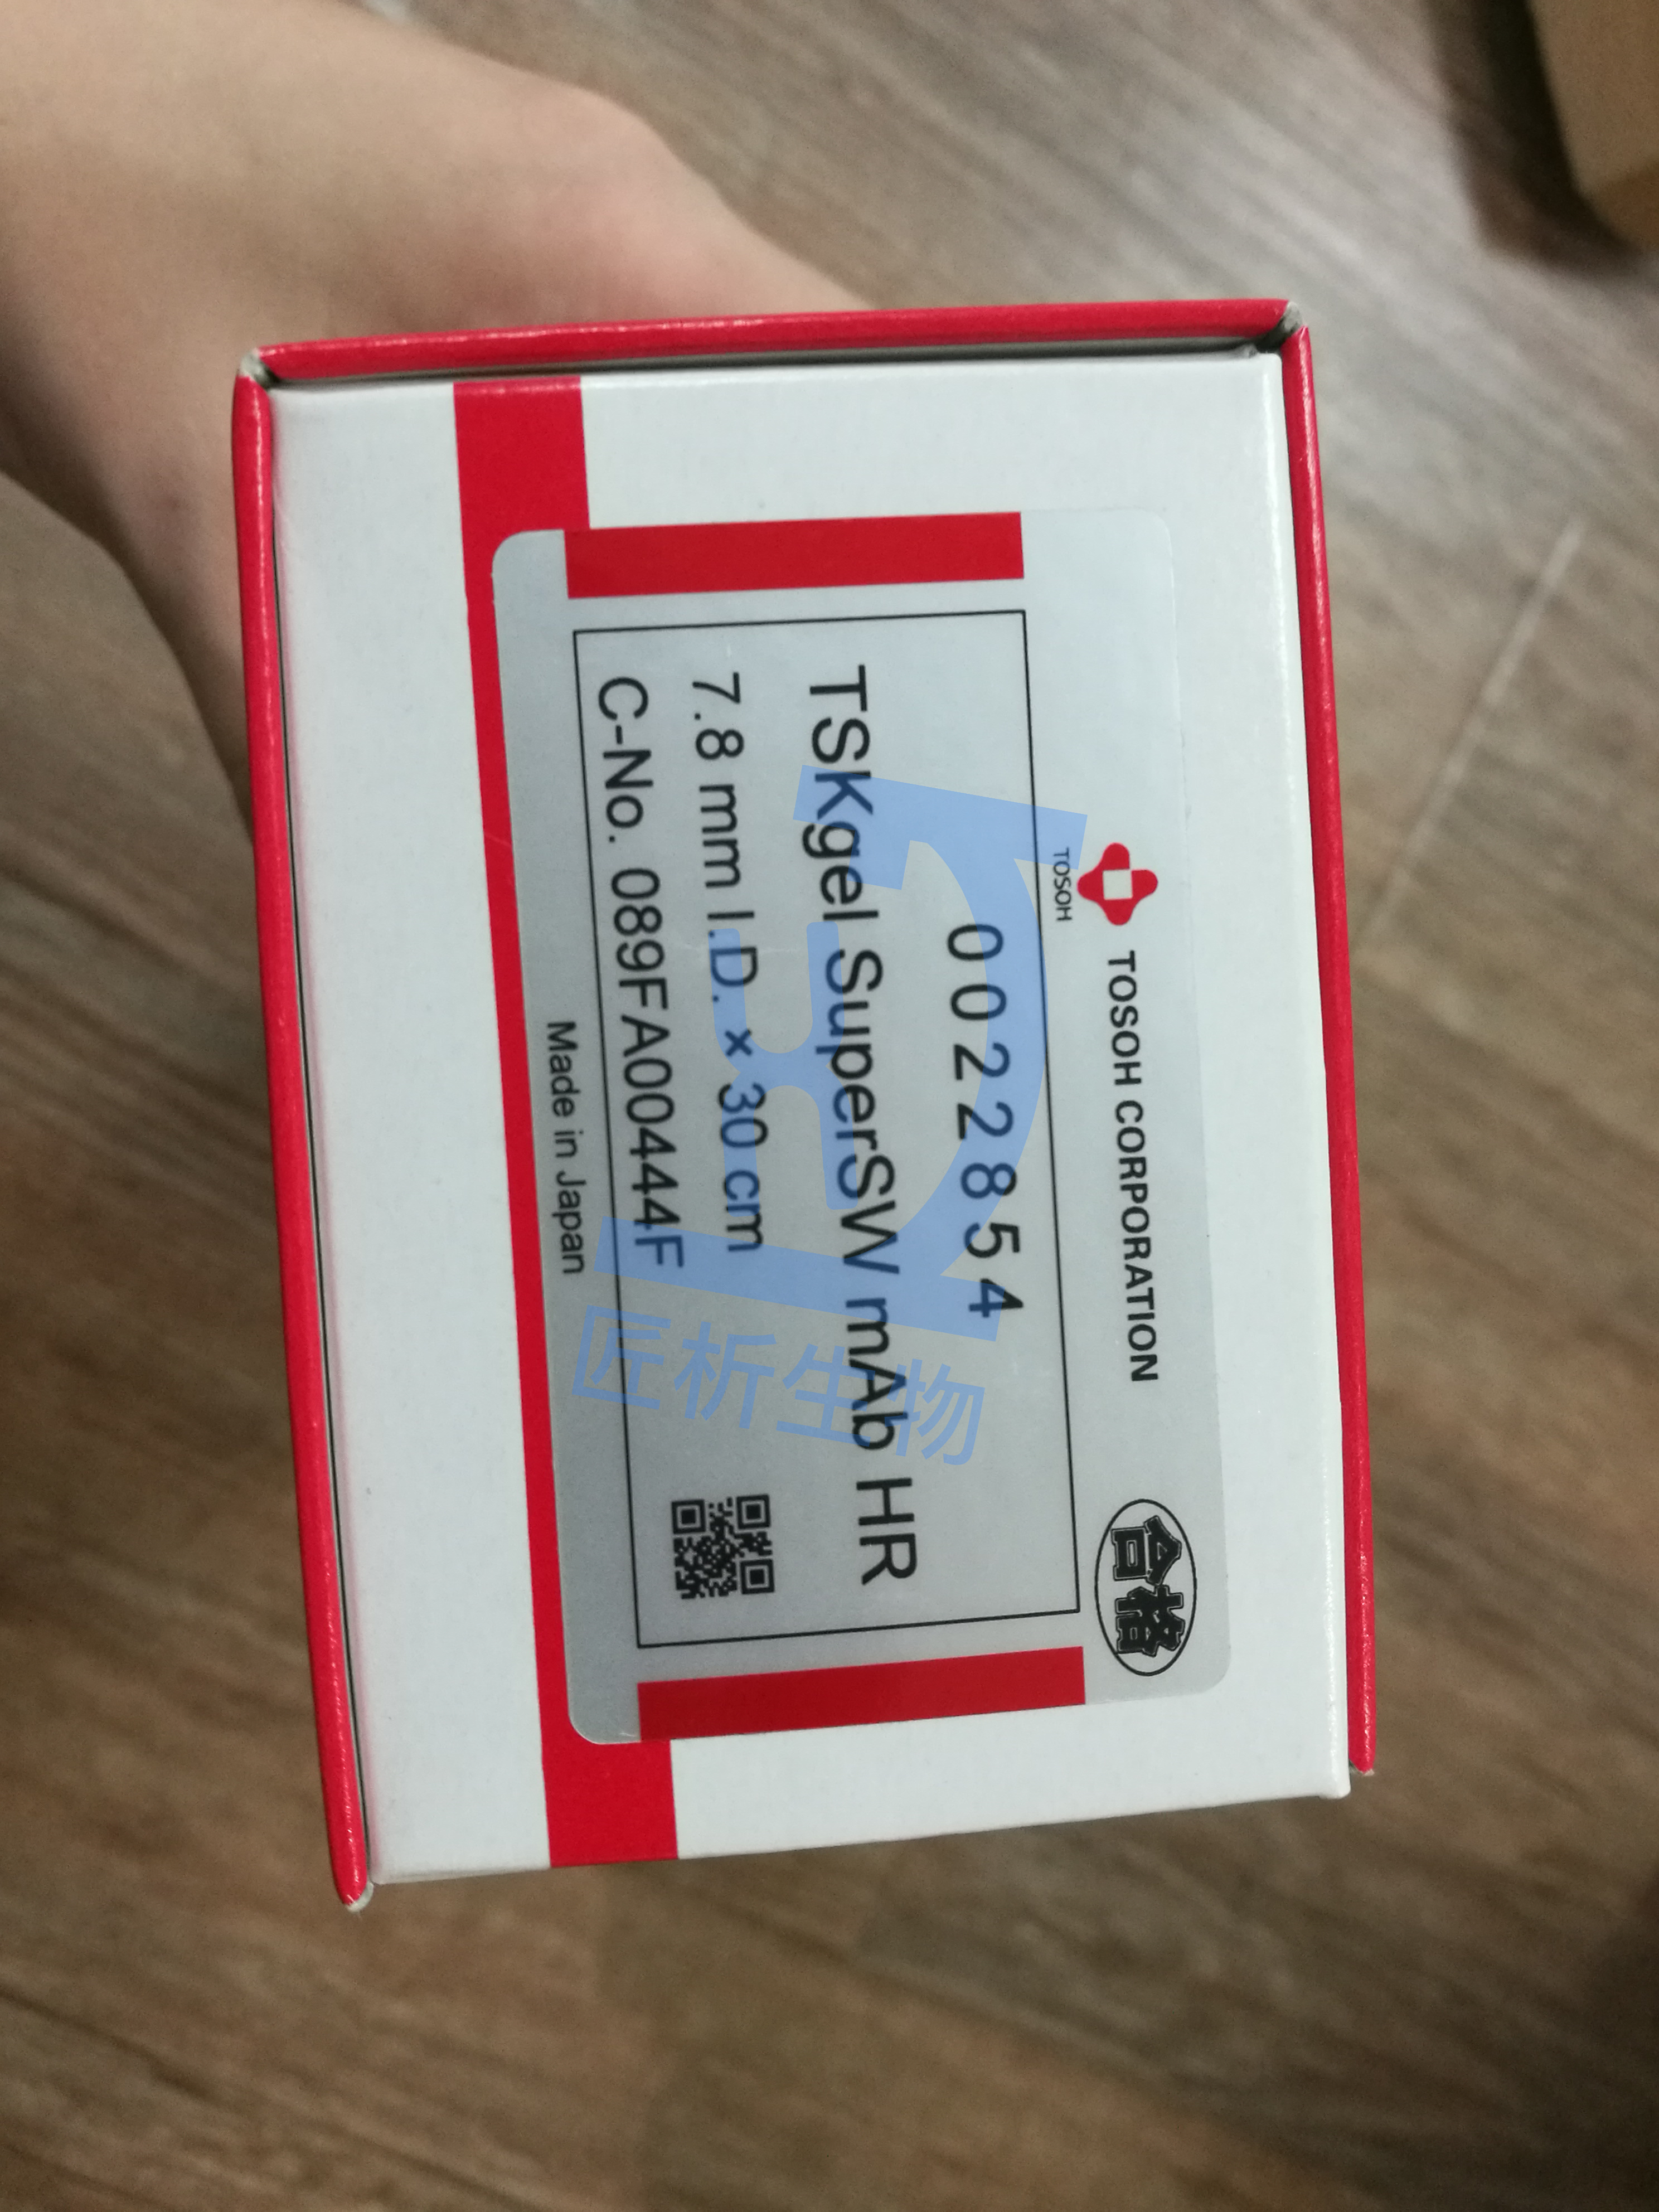 TOSOH
TOSOH CORPORATION
合格
0022854
TSKgel SuperSW mAb HR
7.8 mm I.D. × 30 cm
C-No. 089FA00444F
Made in Japan
匠析生物